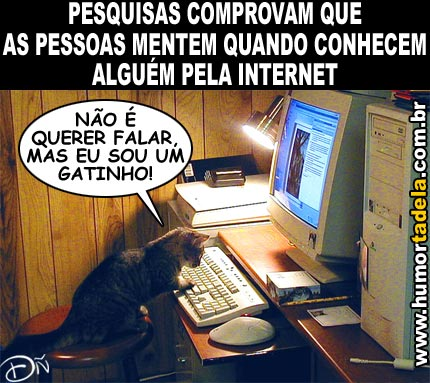 PESQUISAS COMPROVAM QUE
AS PESSOAS MENTEM QUANDO CONHECEM
ALGUÉM PELA INTERNET
NÃO É
QUERER FALAR,
MAS EU SOU UM
GATINHO!
www.humortadela.com.br